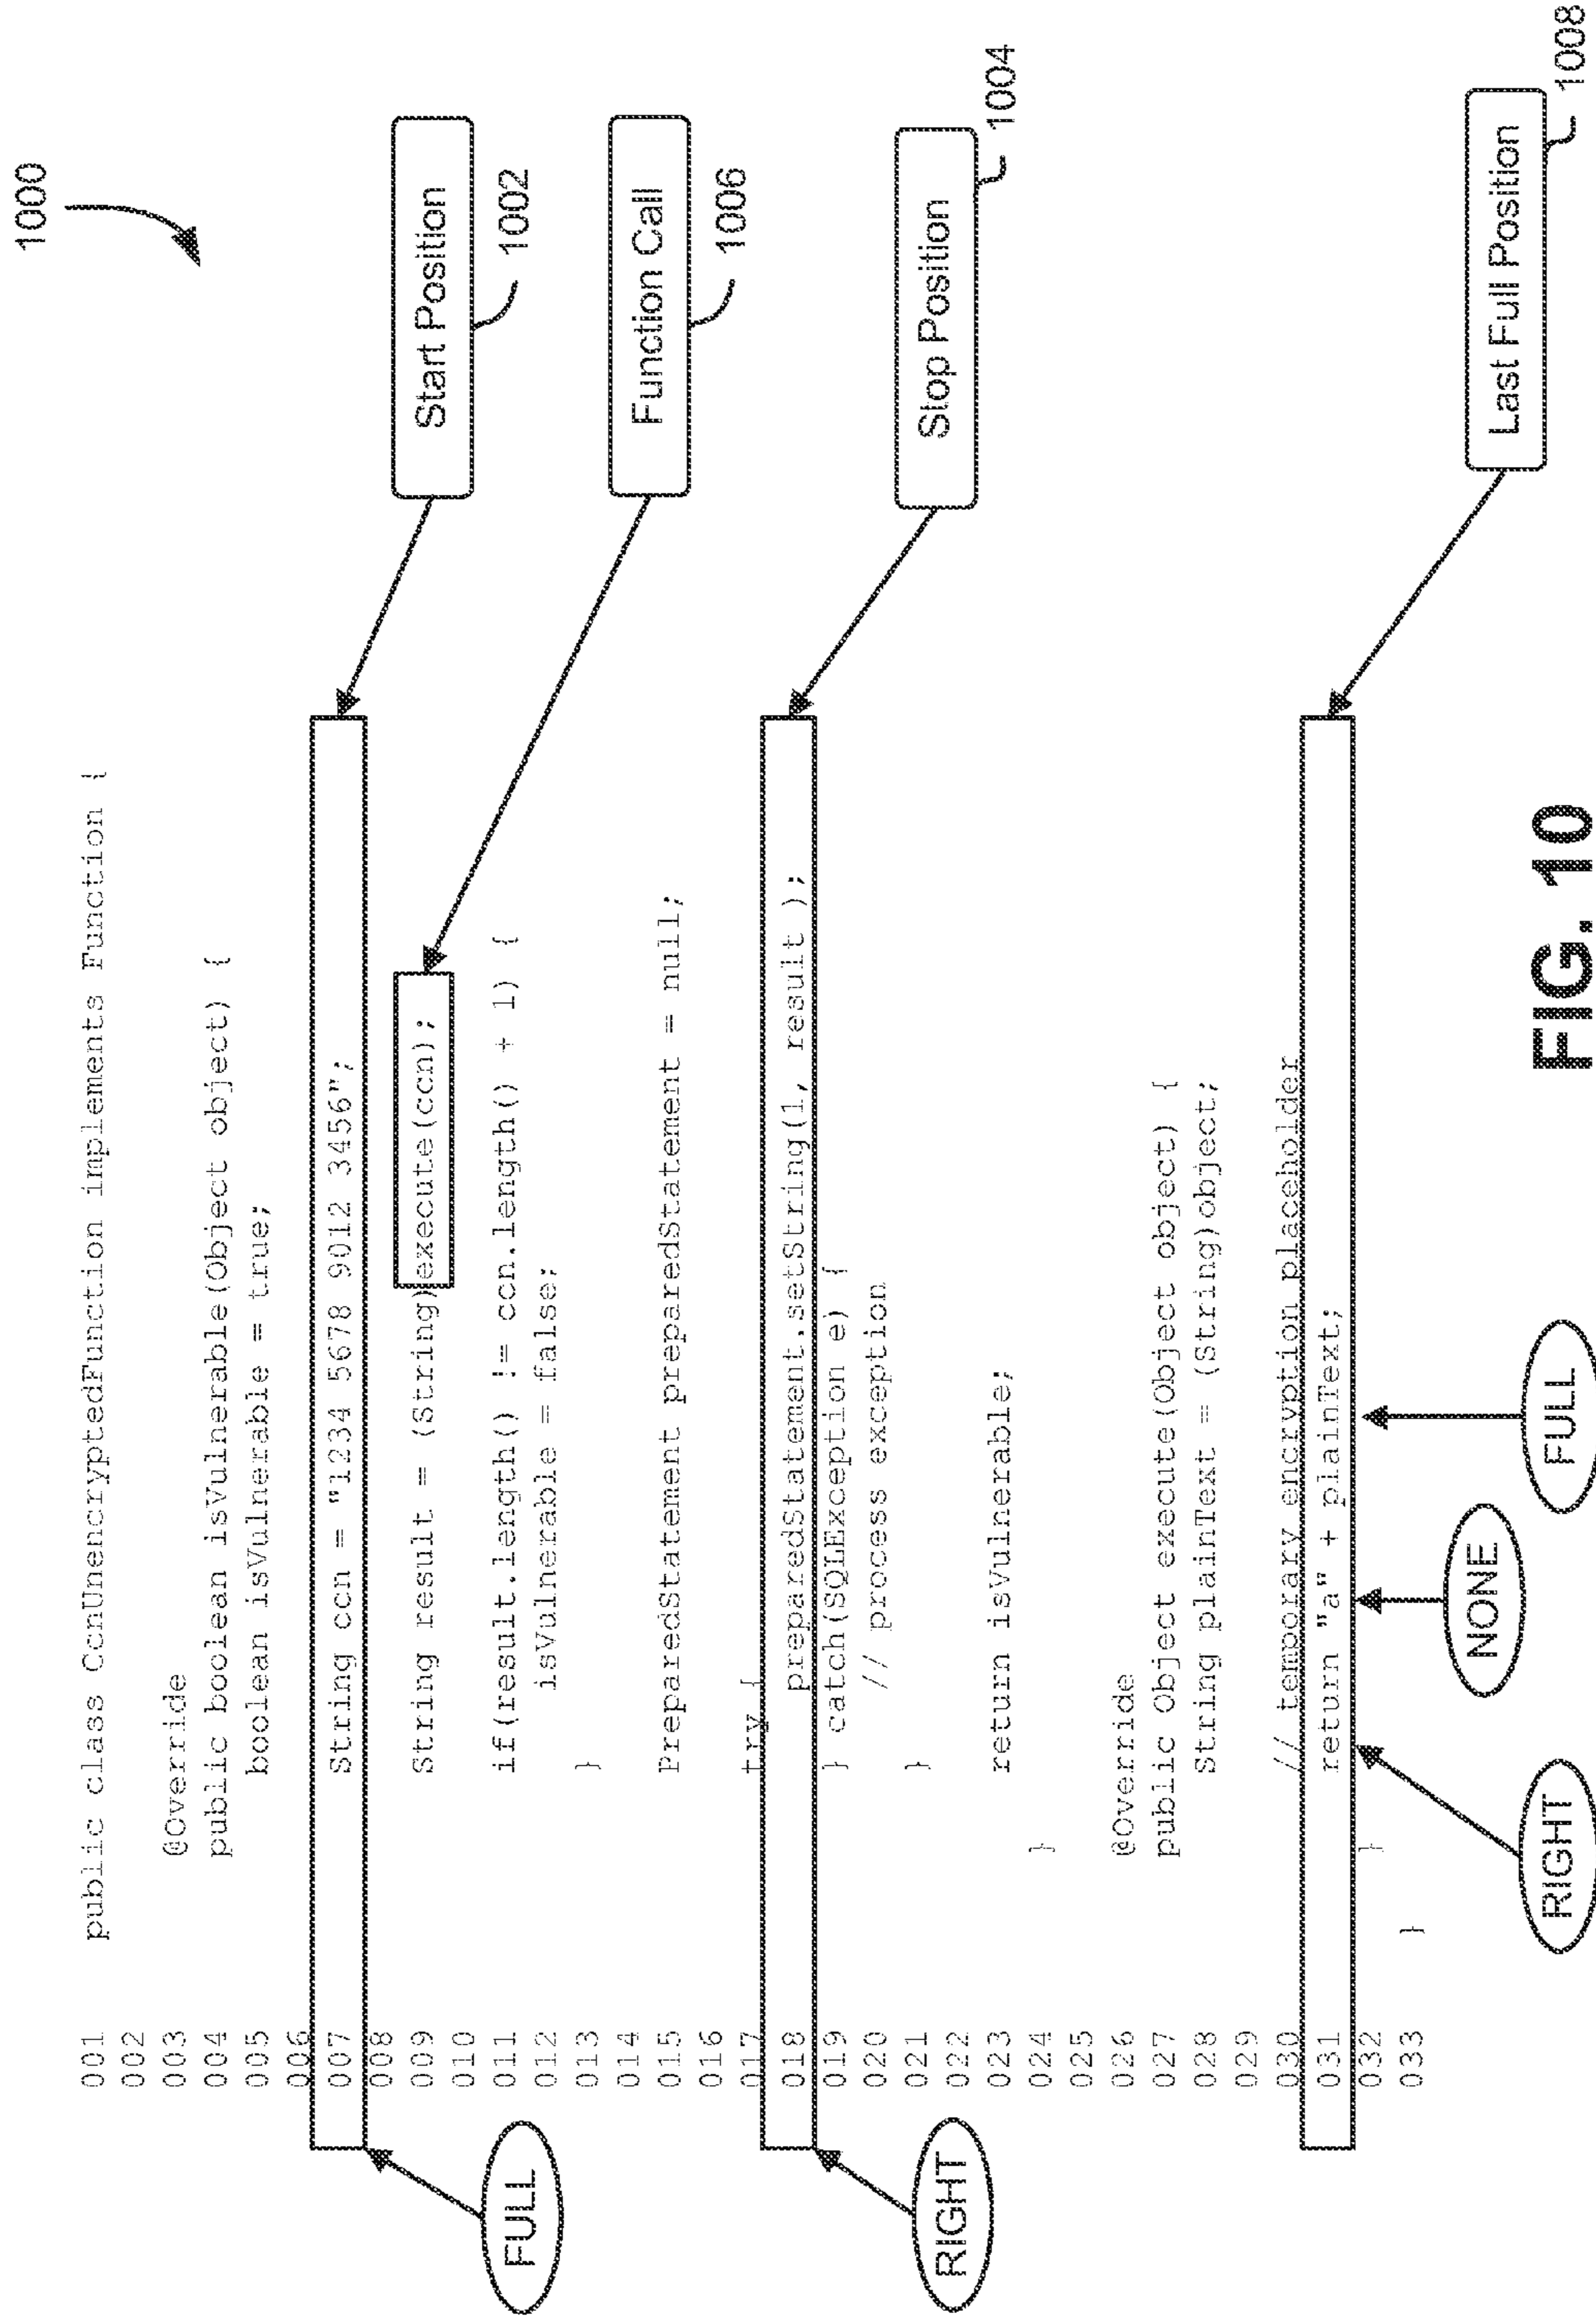 1000
001 public class CcnUnencryptedFunction implements Function {
002
003 @Override
004 public boolean isVulnerable(Object object) {
005 boolean isVulnerable = true;
006
007 String ccn = "1234 5678 9012 3456";
008
009 String result = (String)execute(ccn);
010
011 if(result.length() != ccn.length() + 1) {
012 isVulnerable = false;
013 }
014
015 PreparedStatement preparedStatement = null;
016
017 try {
018 preparedStatement.setString(1, result );
019 } catch(SQLException e) {
020 // process exception
021 }
022
023 return isVulnerable;
024 }
025
026 @Override
027 public Object execute(Object object) {
028 String plainText = (String)object;
029
030 // temporary encryption placeholder
031 return "a" + plainText;
032 }
033 }
FULL
RIGHT
RIGHT
NONE
FULL
Start Position
1002
Function Call
1006
Stop Position
1004
Last Full Position
1008
FIG. 10